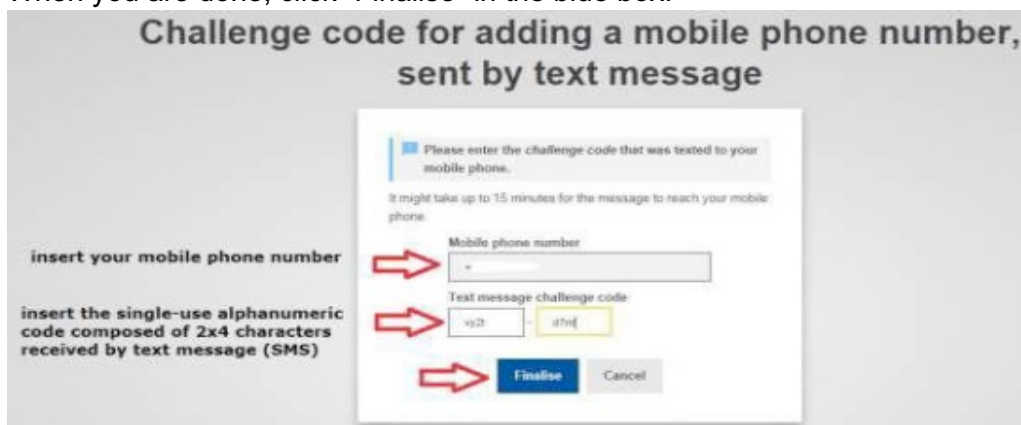 When you are done, click "Finalise" in the blue box.
Challenge code for adding a mobile phone number,
sent by text message
Please enter the challenge code that was texted to your
mobile phone.
It might take up to 15 minutes for the message to reach your mobile
phone.
insert your mobile phone number
Mobile phone number
+
insert the single-use alphanumeric
code composed of 2x4 characters
received by text message (SMS)
Text message challenge code
-
Finalise Cancel